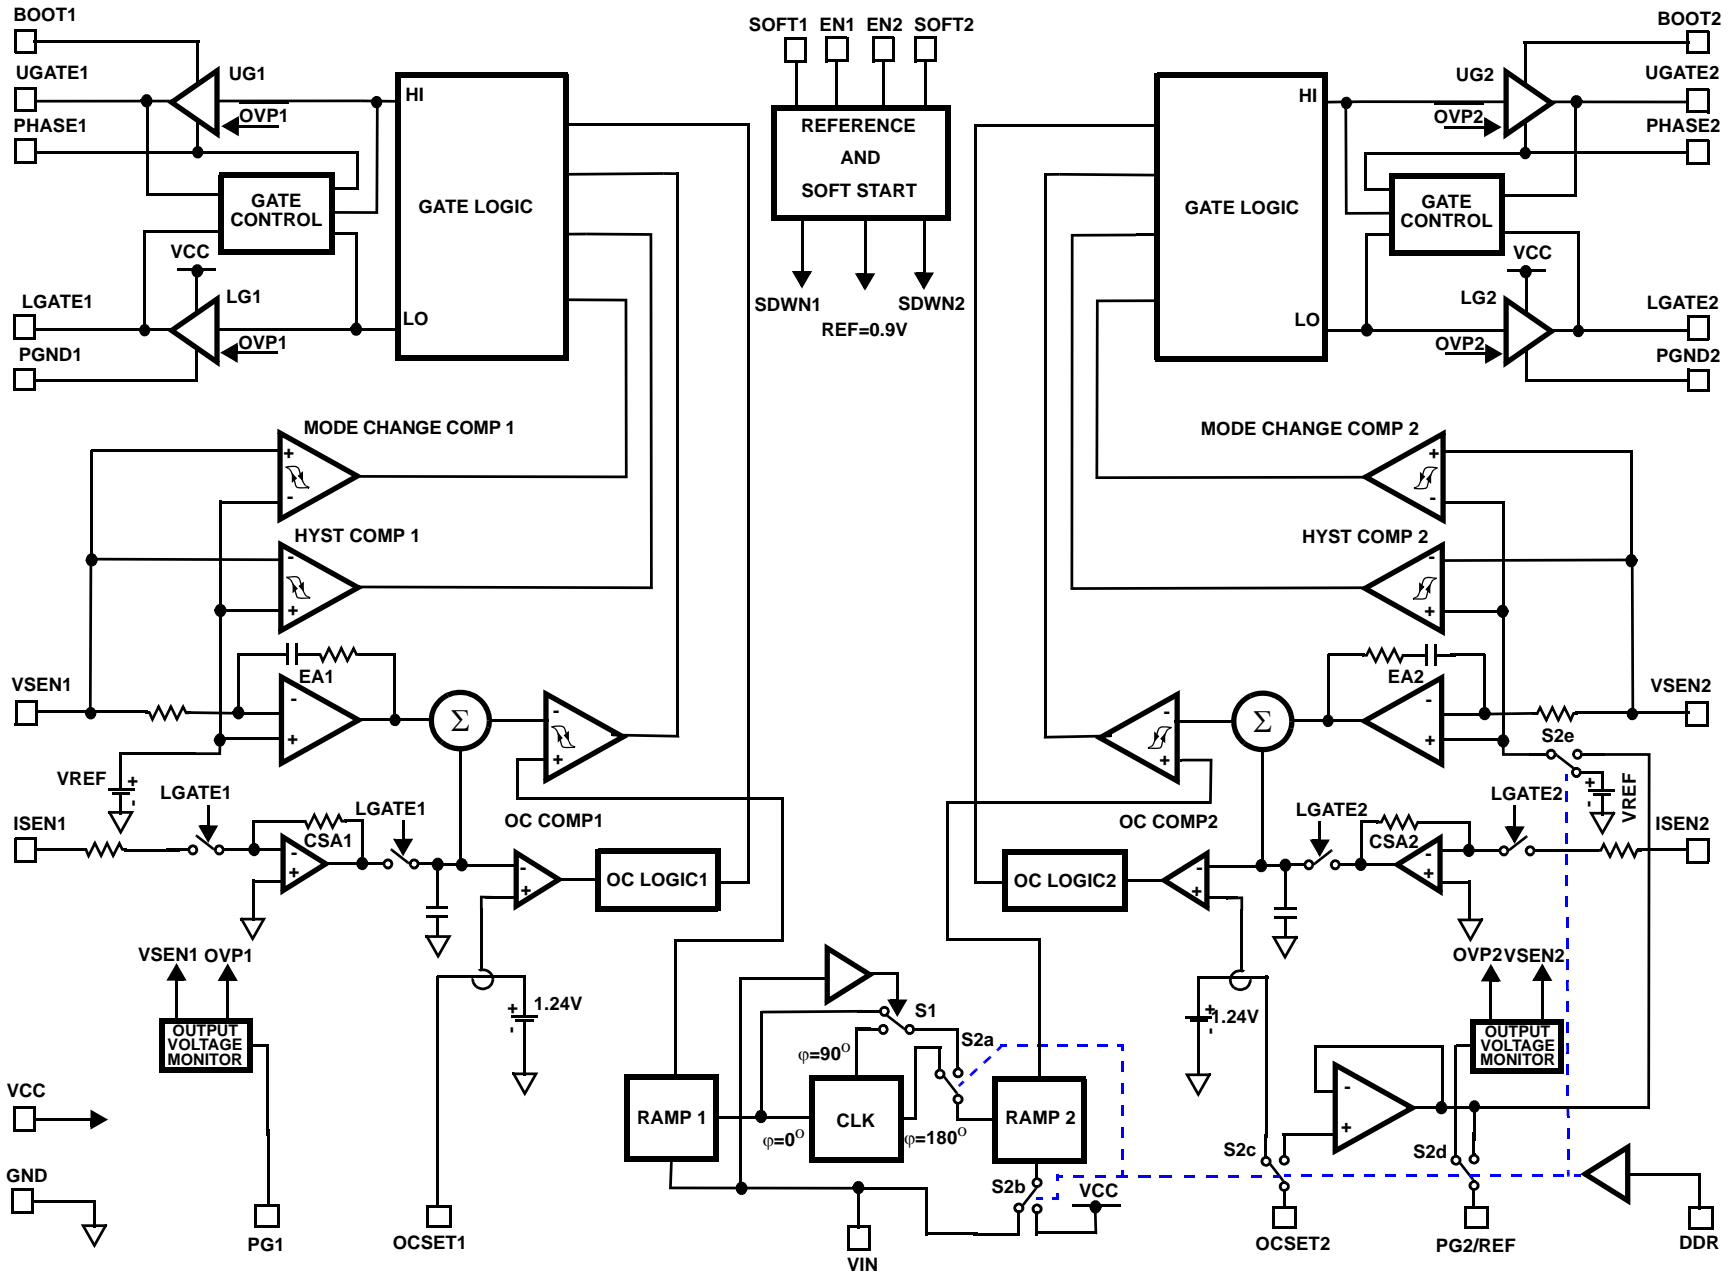 BOOT1
SOFT1 EN1 EN2 SOFT2
BOOT2
UGATE1
UG1
HI
OVP1
PHASE1
REFERENCE
AND
SOFT START
HI
UG2
UGATE2
OVP2
PHASE2
GATE
CONTROL
GATE LOGIC
GATE LOGIC
GATE
CONTROL
VCC
VCC
LGATE1
LG1
LO
OVP1
PGND1
SDWN1
SDWN2
REF=0.9V
LO
LG2
LGATE2
OVP2
PGND2
MODE CHANGE COMP 1
+
-
MODE CHANGE COMP 2
+
-
HYST COMP 1
-
+
HYST COMP 2
-
+
VSEN1
EA1
-
+
Σ
-
+
-
+
Σ
EA2
-
+
VSEN2
S2e
VREF
+
-
+
-
VREF
ISEN1
LGATE1
CSA1
-
+
LGATE1
OC COMP1
-
+
OC LOGIC1
OC COMP2
OC LOGIC2
-
+
LGATE2
CSA2
-
+
LGATE2
ISEN2
VSEN1 OVP1
OUTPUT
VOLTAGE
MONITOR
+
-
1.24V
S1
S2a
φ=90O
+
-
1.24V
OVP2 VSEN2
OUTPUT
VOLTAGE
MONITOR
VCC
RAMP 1
φ=0O
CLK
φ=180O
RAMP 2
-
+
GND
S2b
VCC
S2c
S2d
PG1
OCSET1
VIN
OCSET2
PG2/REF
DDR